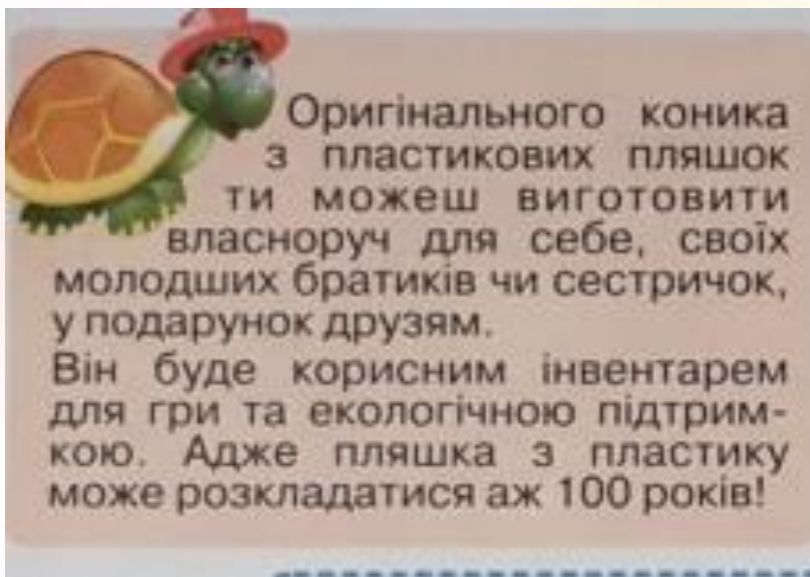 Оригінального коника
з пластикових пляшок
ти можеш виготовити
власноруч для себе, своїх
молодших братиків чи сестричок,
у подарунок друзям.
Він буде корисним інвентарем
для гри та екологічною підтрим-
кою. Адже пляшка з пластику
може розкладатися аж 100 років!